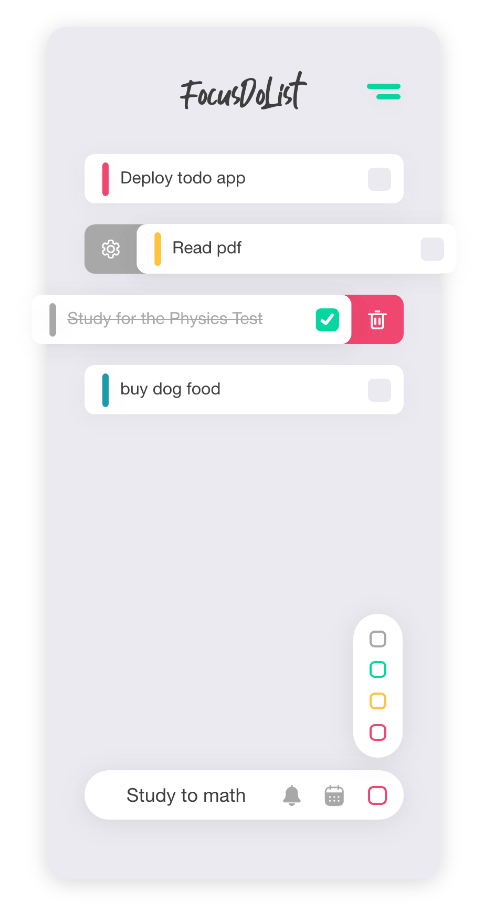 FocusDoList
Deploy todo app
Read pdf
Study for the Physics Test
buy dog food
Study to math